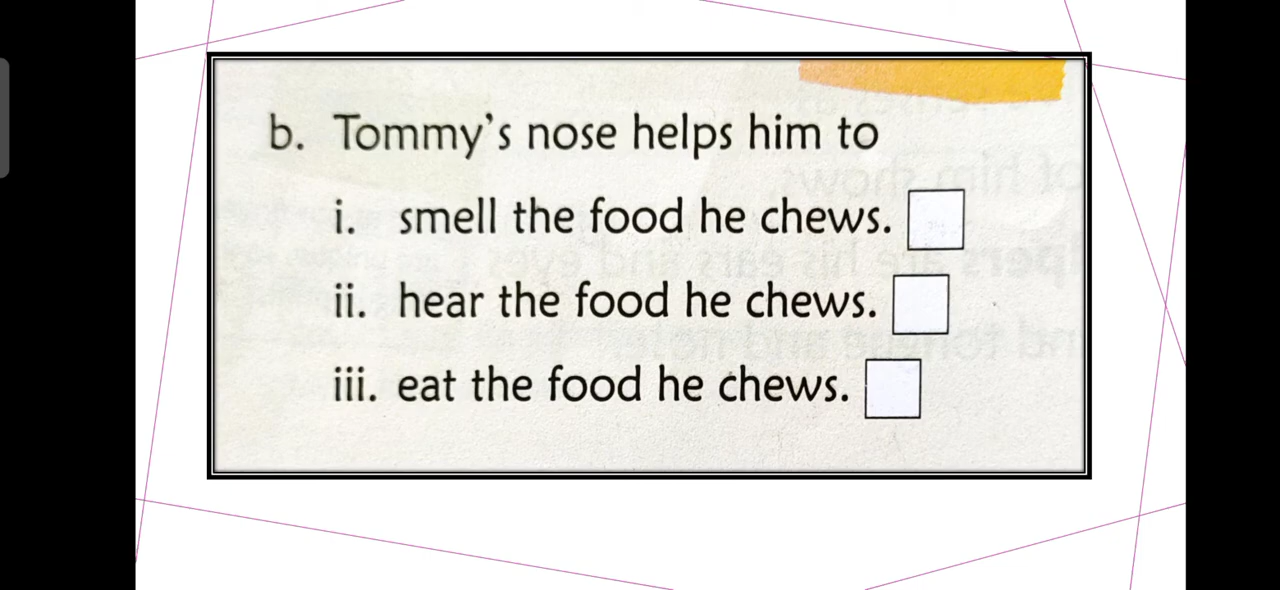 b. Tommy's nose helps him to
i. smell the food he chews.
ii. hear the food he chews.
iii. eat the food he chews.